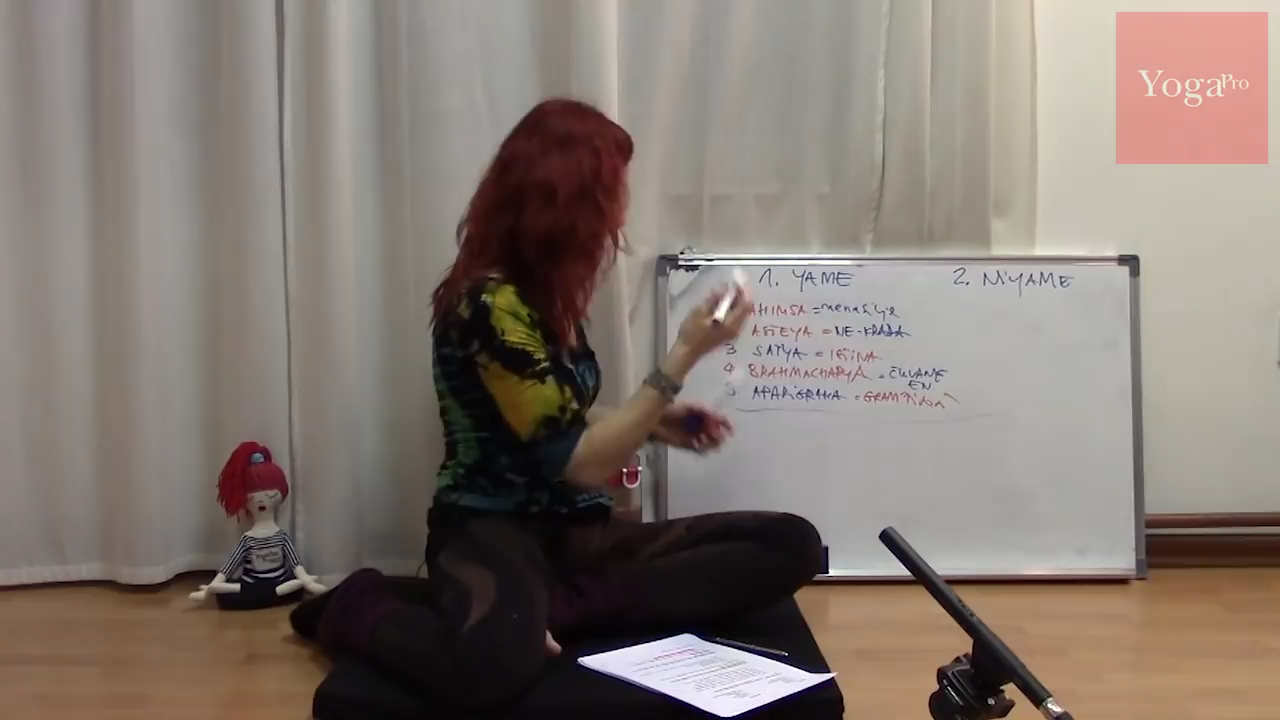 YogaPro
1. YAME
2. NiYAME
AHIMSA = nenasilje
ASTEYA = NE-KRAĐA
3 SATYA = ISTINA
4 BRAHMACHARYA =
5. APARIGRAHA =